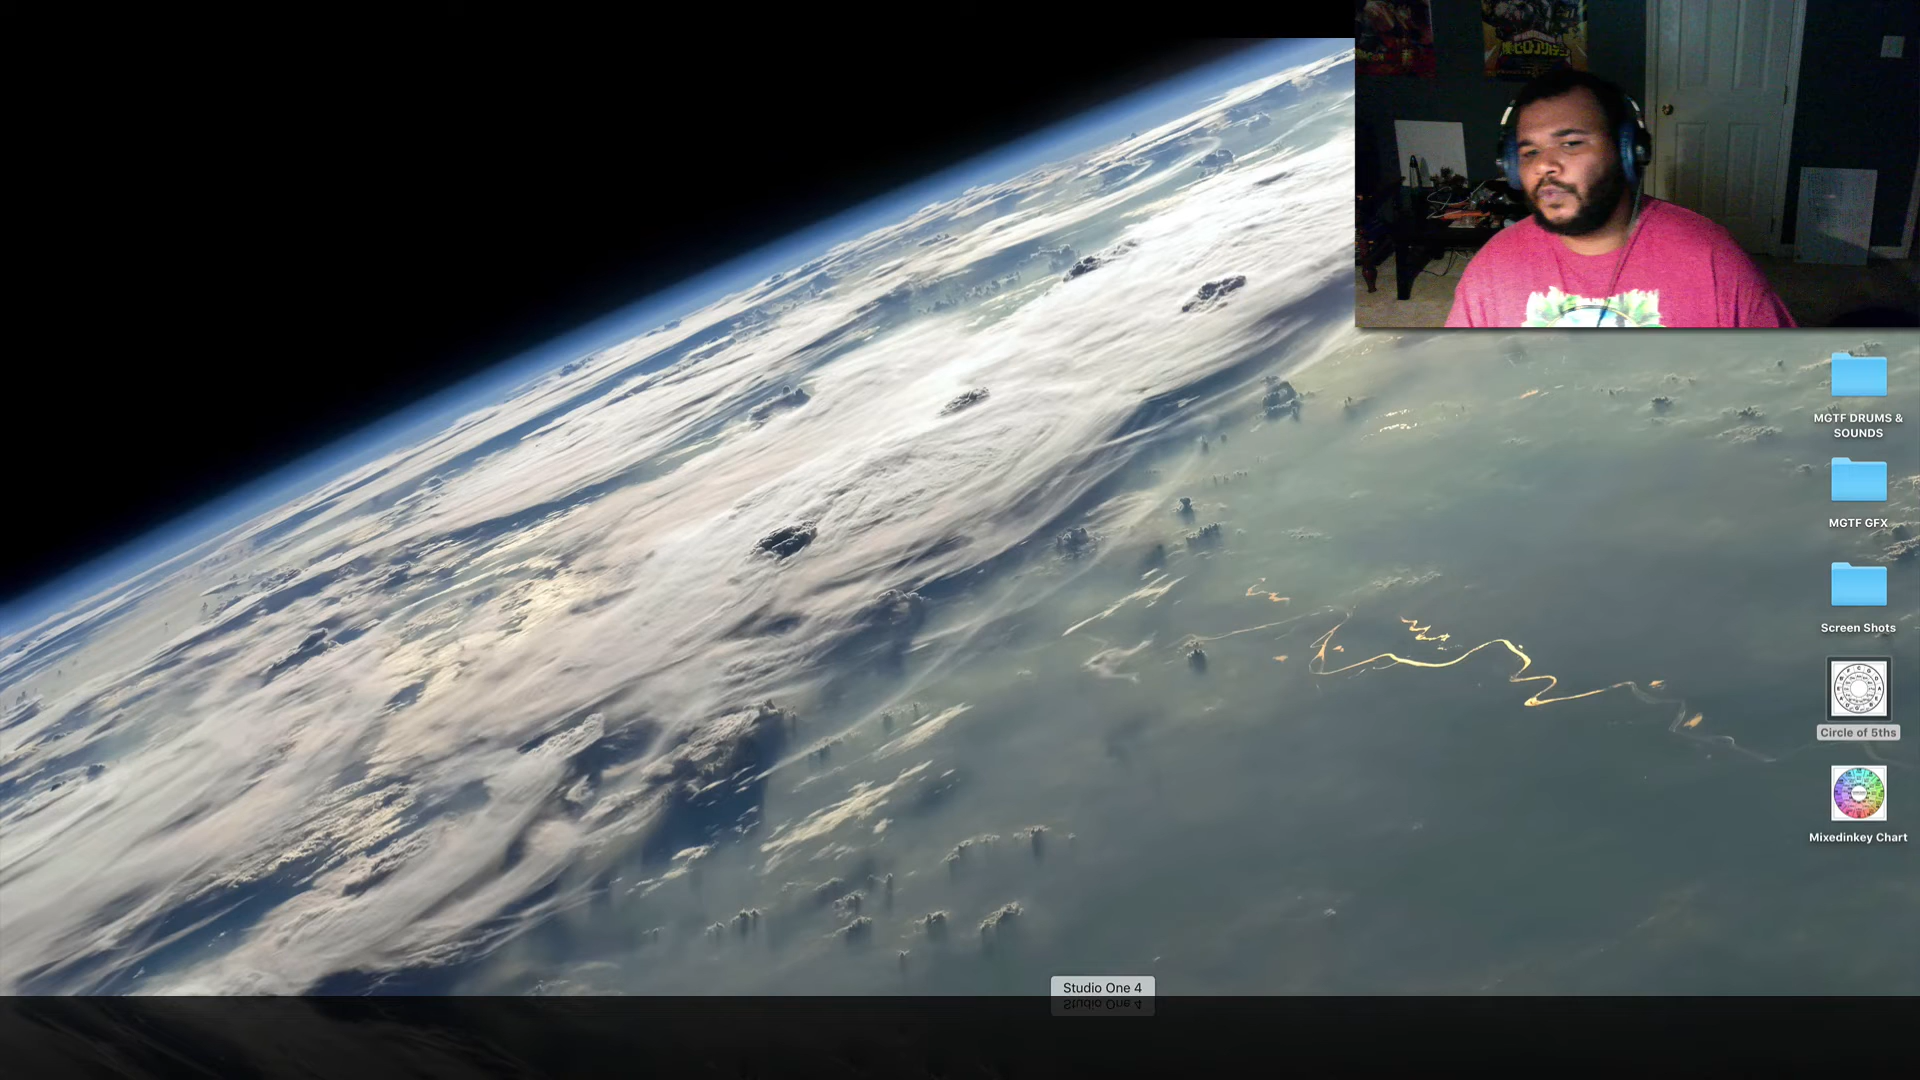 MGTF DRUMS &
SOUNDS
MGTF GFX
Screen Shots
Circle of 5ths
Mixedinkey Chart
Studio One 4